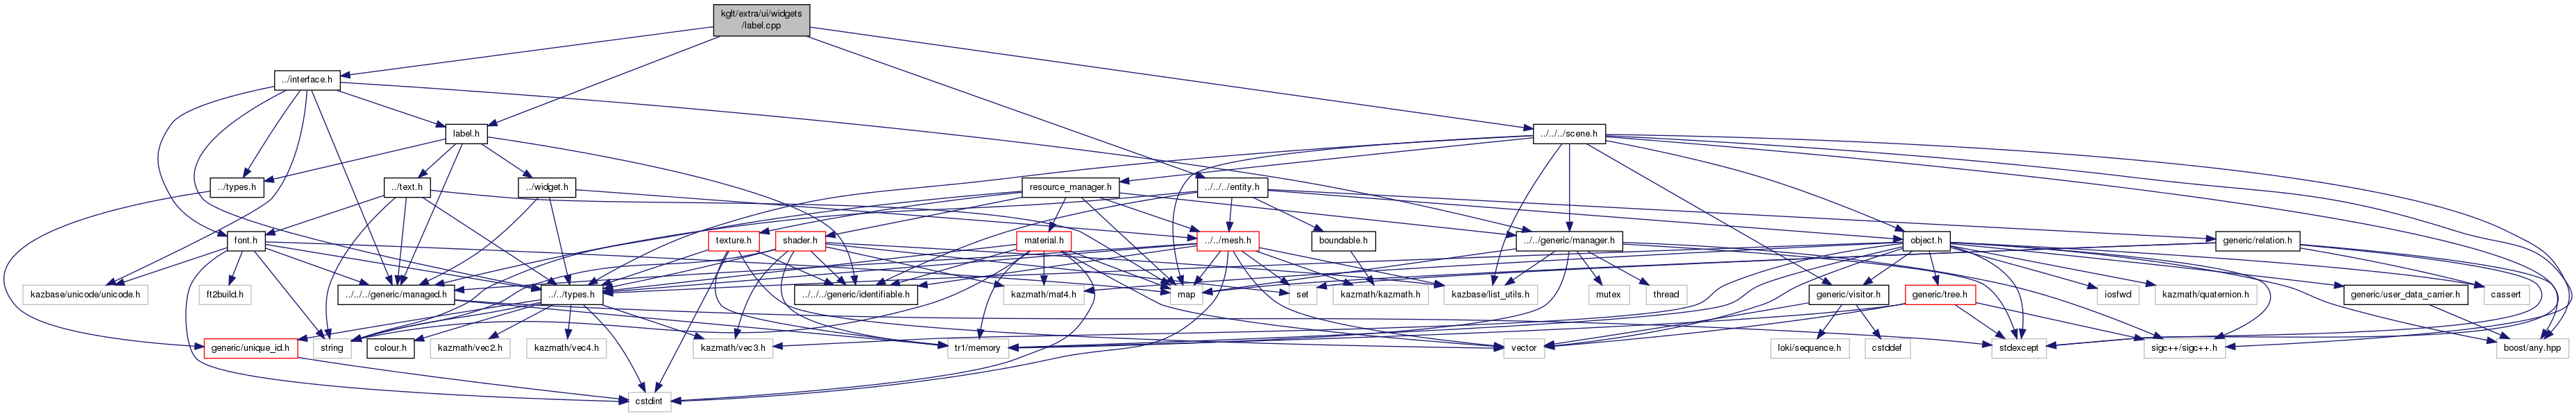 kglt/extra/ui/widgets
/label.cpp
../interface.h
label.h
../../../scene.h
../types.h
../text.h
../widget.h
resource_manager.h
../../../entity.h
font.h
texture.h
shader.h
material.h
../../mesh.h
boundable.h
../../generic/manager.h
object.h
generic/relation.h
kazbase/unicode/unicode.h
ft2build.h
../../../generic/managed.h
../../types.h
../../../generic/identifiable.h
kazmath/mat4.h
map
set
kazmath/kazmath.h
kazbase/list_utils.h
mutex
thread
generic/visitor.h
generic/tree.h
iosfwd
kazmath/quaternion.h
generic/user_data_carrier.h
cassert
generic/unique_id.h
string
colour.h
kazmath/vec2.h
kazmath/vec4.h
kazmath/vec3.h
tr1/memory
vector
loki/sequence.h
cstddef
stdexcept
sigc++/sigc++.h
boost/any.hpp
cstdint